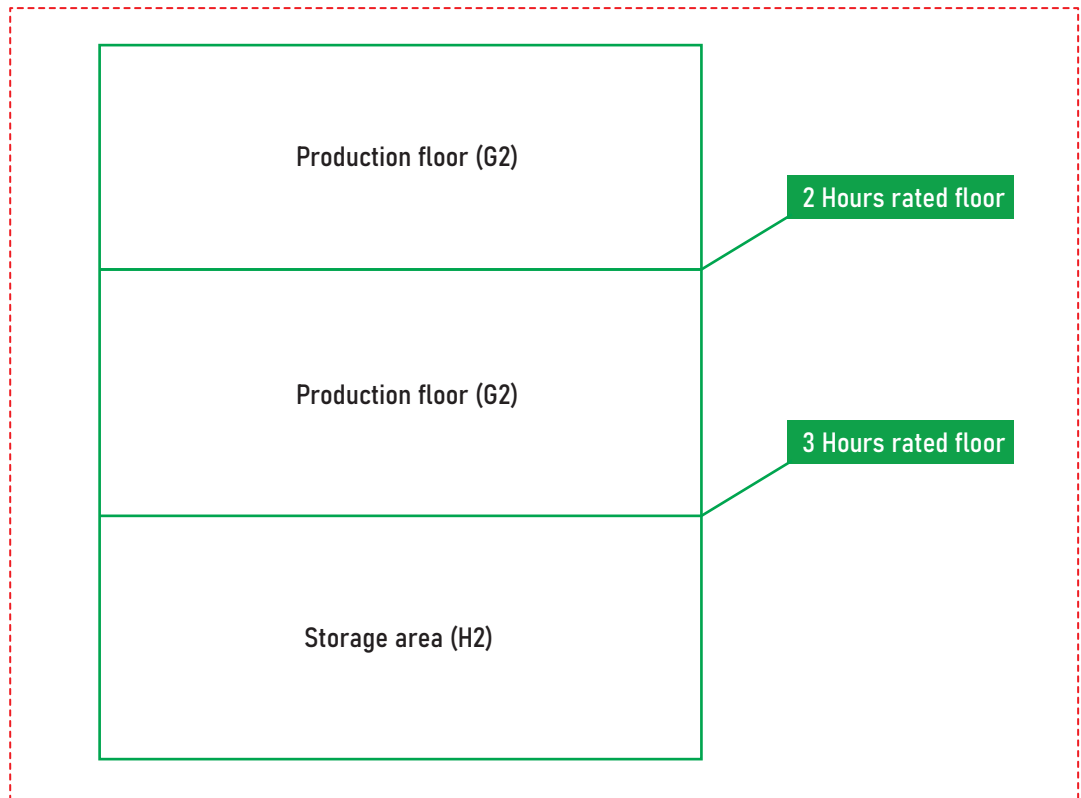 Production floor (G2)
2 Hours rated floor
Production floor (G2)
3 Hours rated floor
Storage area (H2)